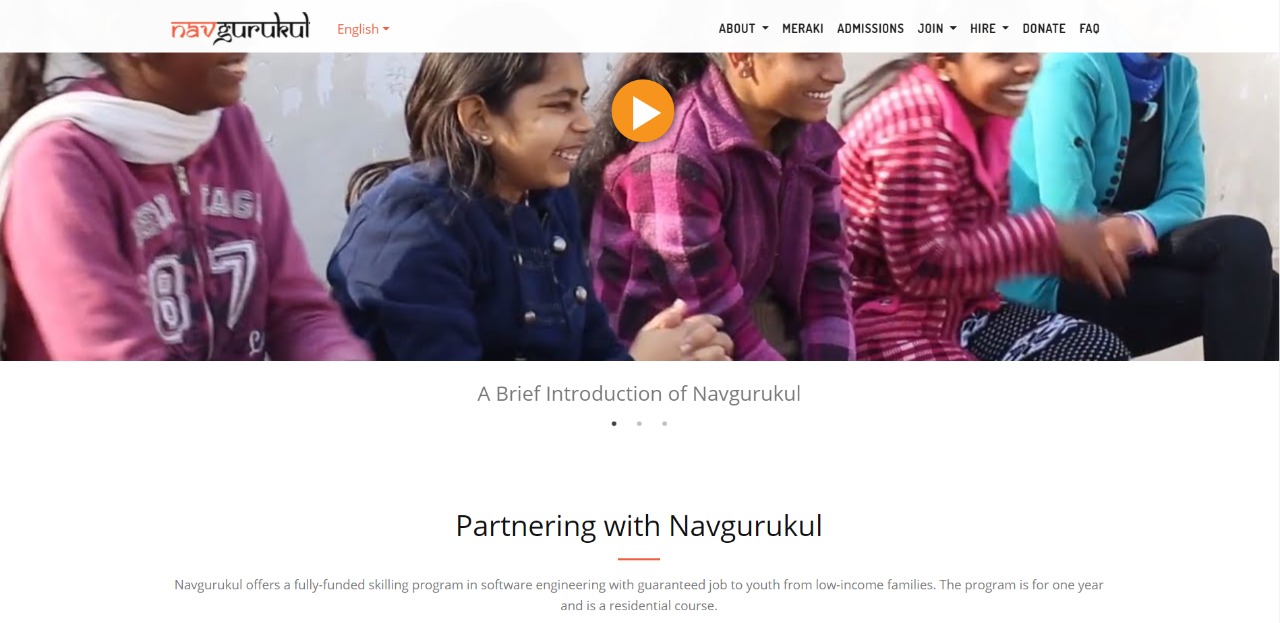 navgurukul
English
ABOUT
MERAKI
ADMISSIONS
JOIN
HIRE
DONATE
FAQ
87
A Brief Introduction of Navgurukul
Partnering with Navgurukul
Navgurukul offers a fully-funded skilling program in software engineering with guaranteed job to youth from low-income families. The program is for one year
and is a residential course.